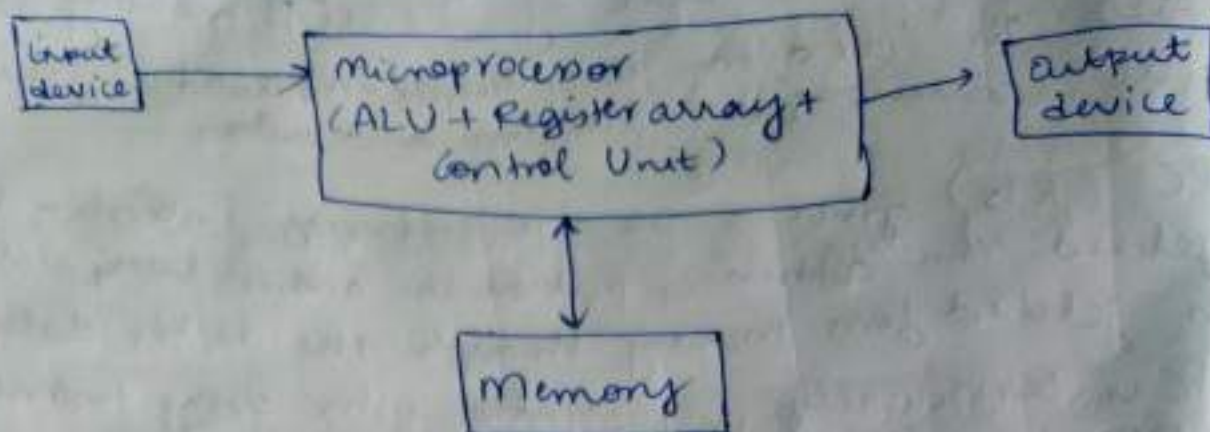 input
device
Microprocessor
(ALU + Register array +
Control Unit)
Output
device
Memory